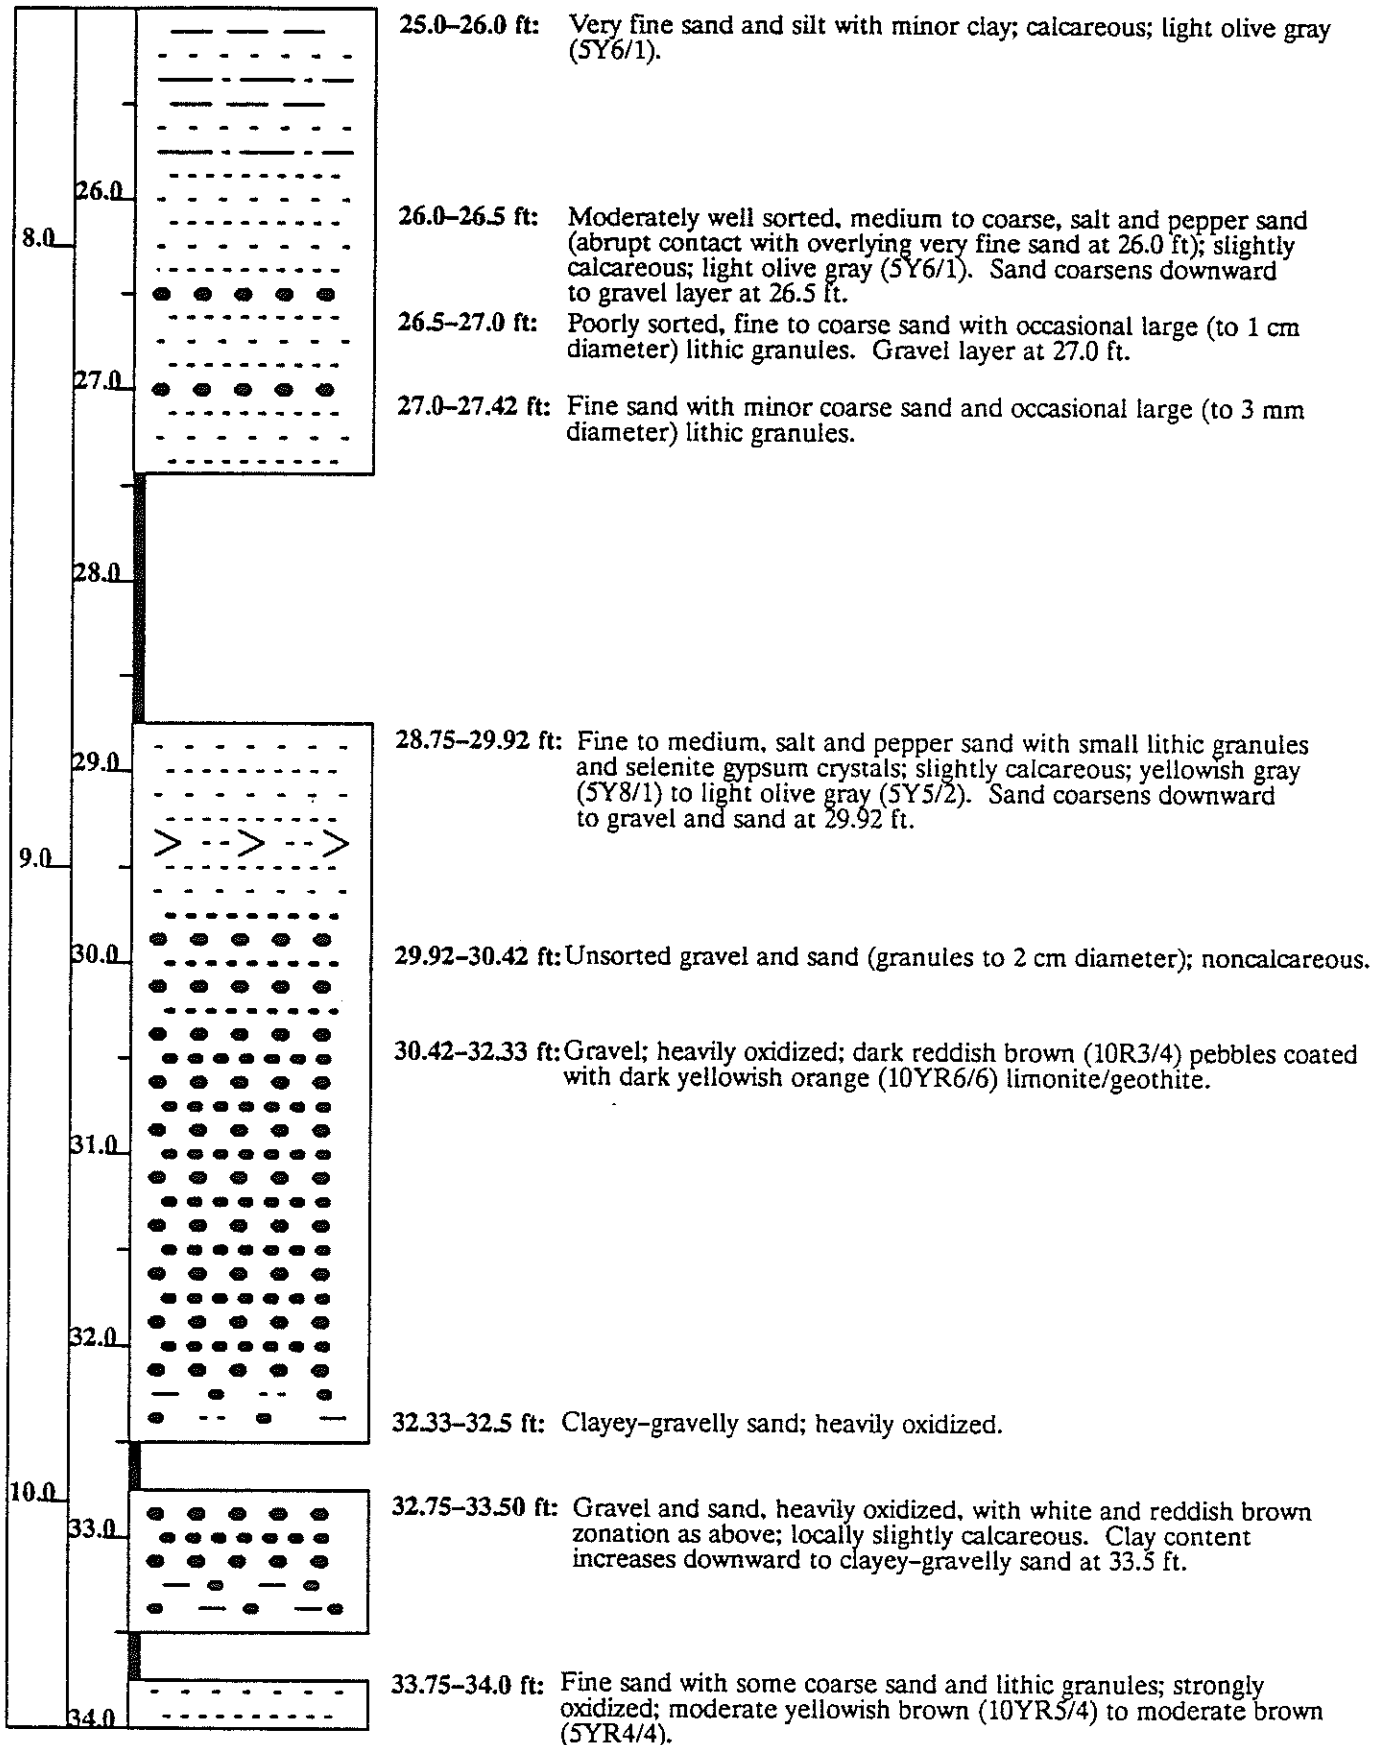 25.0–26.0 ft: Very fine sand and silt with minor clay; calcareous; light olive gray
(5Y6/1).
26.0
8.0
26.0–26.5 ft: Moderately well sorted, medium to coarse, salt and pepper sand
(abrupt contact with overlying very fine sand at 26.0 ft); slightly
calcareous; light olive gray (5Y6/1). Sand coarsens downward
to gravel layer at 26.5 ft.
26.5–27.0 ft: Poorly sorted, fine to coarse sand with occasional large (to 1 cm
diameter) lithic granules. Gravel layer at 27.0 ft.
27.0
27.0–27.42 ft: Fine sand with minor coarse sand and occasional large (to 3 mm
diameter) lithic granules.
28.0
28.75–29.92 ft: Fine to medium, salt and pepper sand with small lithic granules
and selenite gypsum crystals; slightly calcareous; yellowish gray
(5Y8/1) to light olive gray (5Y5/2). Sand coarsens downward
to gravel and sand at 29.92 ft.
29.0
9.0
30.0
29.92–30.42 ft: Unsorted gravel and sand (granules to 2 cm diameter); noncalcareous.
30.42–32.33 ft: Gravel; heavily oxidized; dark reddish brown (10R3/4) pebbles coated
with dark yellowish orange (10YR6/6) limonite/geothite.
31.0
32.0
32.33–32.5 ft: Clayey–gravelly sand; heavily oxidized.
10.0
32.75–33.50 ft: Gravel and sand, heavily oxidized, with white and reddish brown
zonation as above; locally slightly calcareous. Clay content
increases downward to clayey–gravelly sand at 33.5 ft.
33.0
33.75–34.0 ft: Fine sand with some coarse sand and lithic granules; strongly
oxidized; moderate yellowish brown (10YR5/4) to moderate brown
(5YR4/4).
34.0